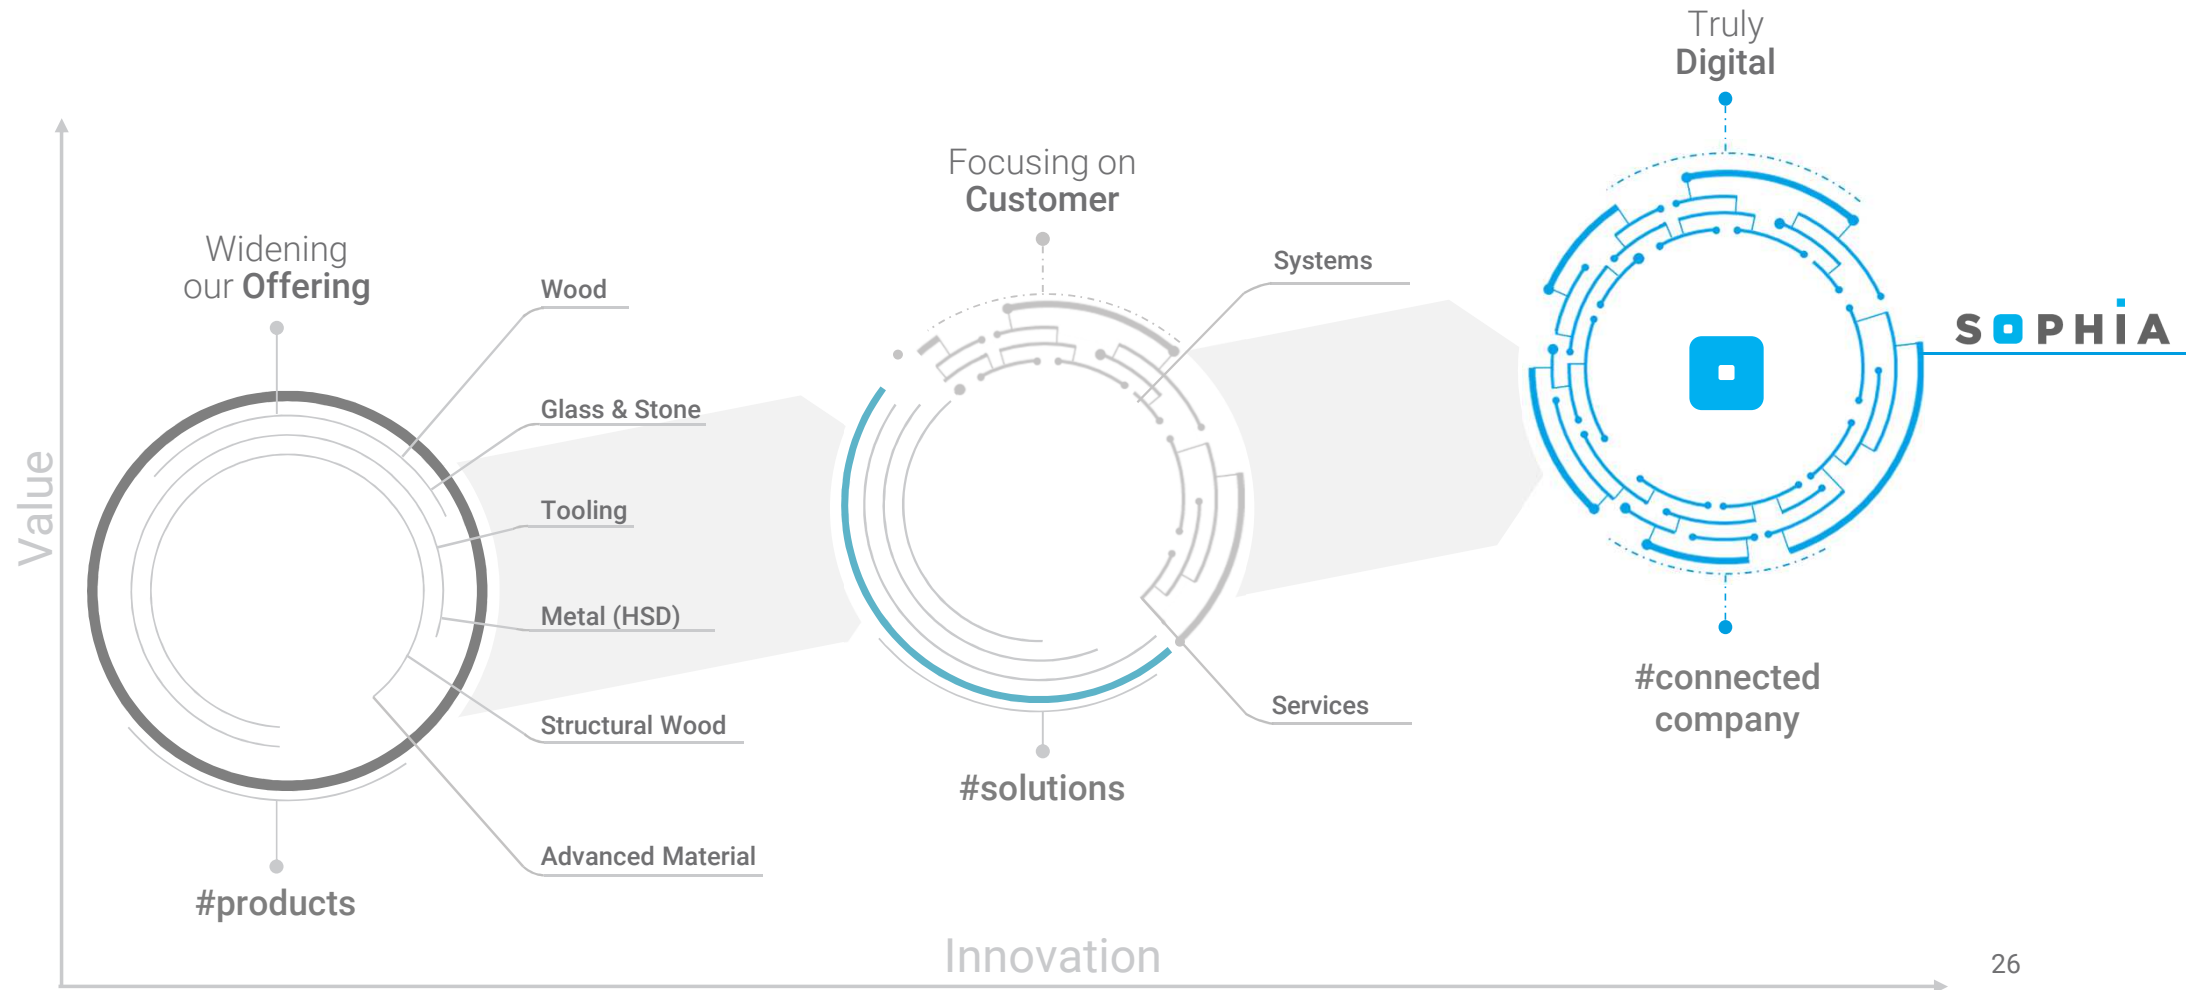 Truly
Digital
Focusing on
Customer
Widening
our Offering
Wood
Glass & Stone
Tooling
Metal (HSD)
Structural Wood
Advanced Material
Systems
Services
SOPHiA
#products
#solutions
#connected
company
Value
Innovation
26